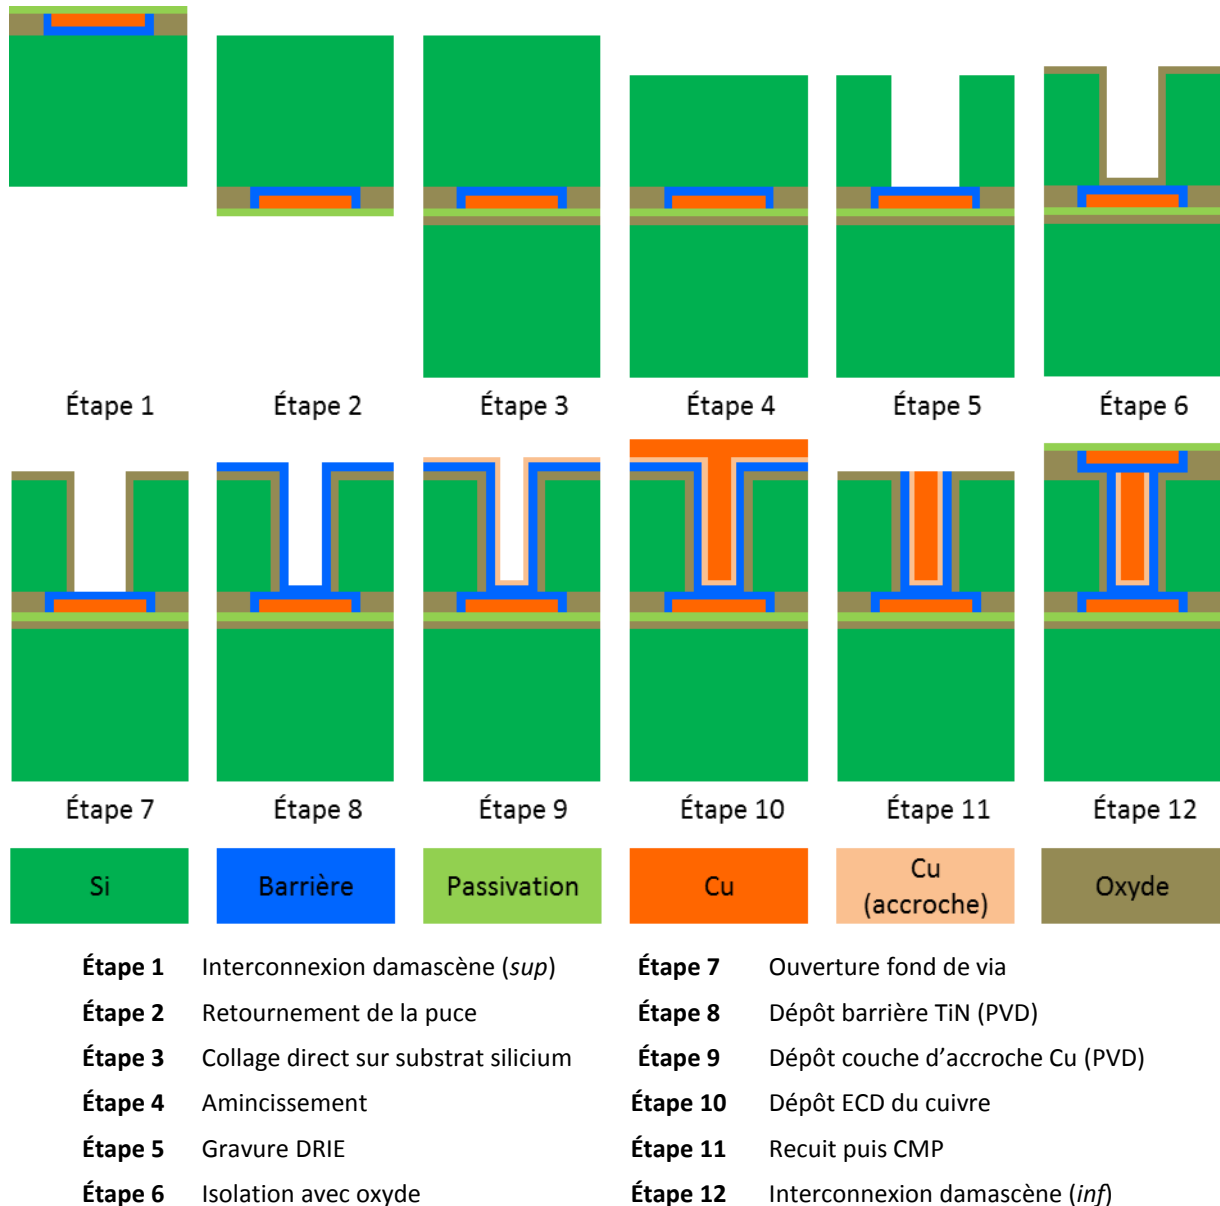 Étape 1 Étape 2 Étape 3 Étape 4 Étape 5 Étape 6
Étape 7 Étape 8 Étape 9 Étape 10 Étape 11 Étape 12
Si Barrière Passivation Cu Cu (accroche) Oxyde
Étape 1 Interconnexion damascène (sup) Étape 7 Ouverture fond de via
Étape 2 Retournement de la puce Étape 8 Dépôt barrière TiN (PVD)
Étape 3 Collage direct sur substrat silicium Étape 9 Dépôt couche d’accroche Cu (PVD)
Étape 4 Amincissement Étape 10 Dépôt ECD du cuivre
Étape 5 Gravure DRIE Étape 11 Recuit puis CMP
Étape 6 Isolation avec oxyde Étape 12 Interconnexion damascène (inf)